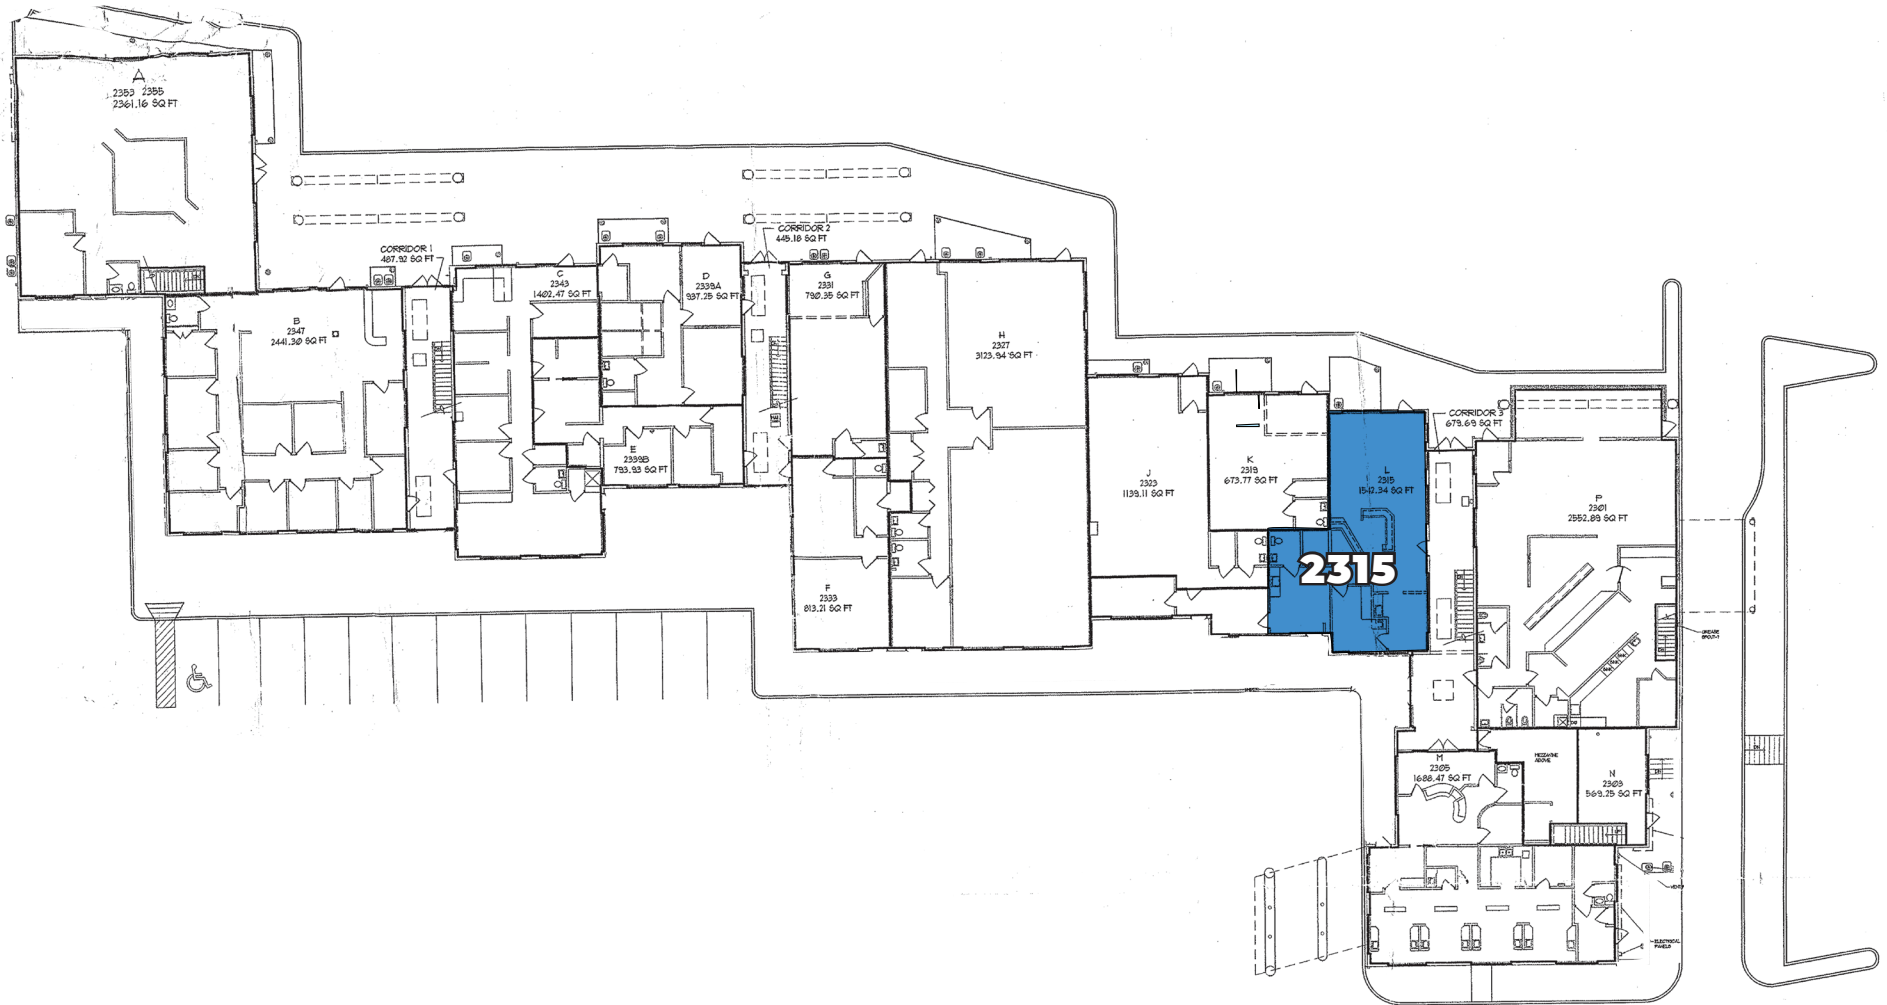 A
2353 2355
2361.16 SQ FT
CORRIDOR 1
487.92 SQ FT
B
2347
2441.30 SQ FT
C
2343
1402.47 SQ FT
D
2339A
937.25 SQ FT
E
2339B
793.93 SQ FT
CORRIDOR 2
445.18 SQ FT
G
2331
790.35 SQ FT
F
2333
813.21 SQ FT
H
2327
3123.94 SQ FT
J
2323
1139.11 SQ FT
K
2319
673.77 SQ FT
L
2315
1542.34 SQ FT
2315
CORRIDOR 3
679.69 SQ FT
P
2301
2552.89 SQ FT
MEZZANINE
ABOVE
M
2305
1688.47 SQ FT
N
2303
569.25 SQ FT
ELECTRICAL
PANELS